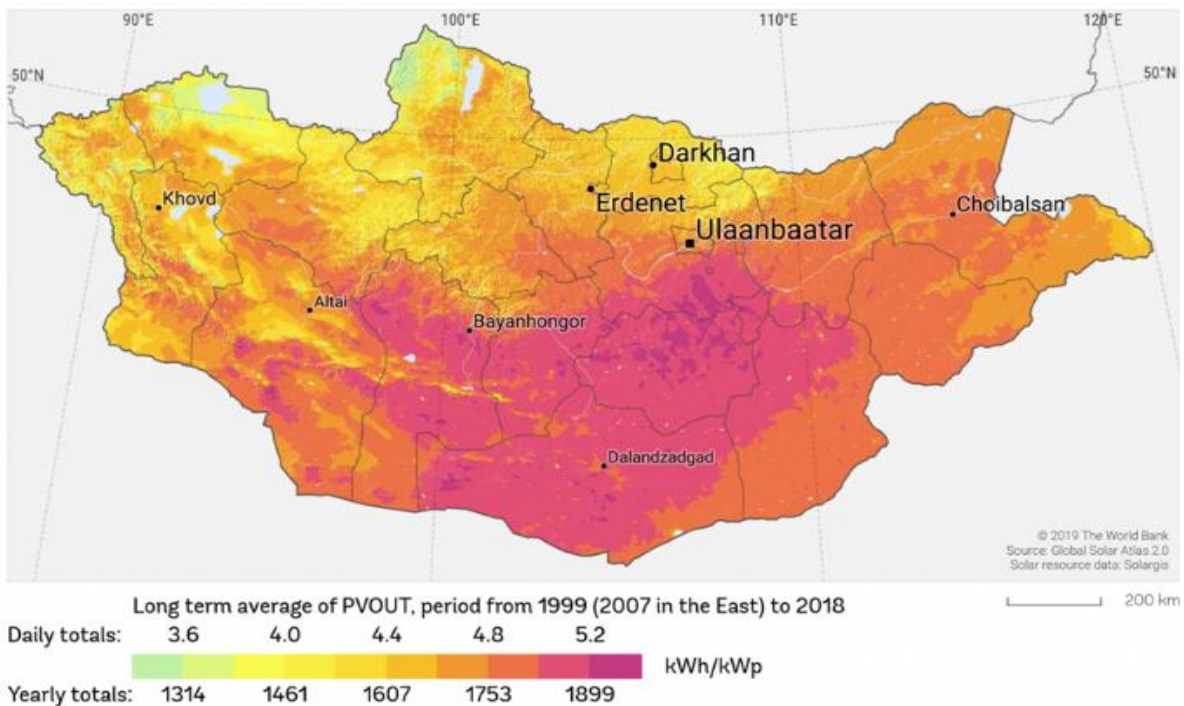 90°E 100°E 110°E 120°E
50°N 50°N
Darkhan
Khovd Erdenet Choibalsan
Ulaanbaatar
Altai
Bayanhongor
Dalandzadgad
© 2019 The World Bank
Source: Global Solar Atlas 2.0
Solar resource data: Solargis
Long term average of PVOUT, period from 1999 (2007 in the East) to 2018
200 km
Daily totals: 3.6 4.0 4.4 4.8 5.2
kWh/kWp
Yearly totals: 1314 1461 1607 1753 1899